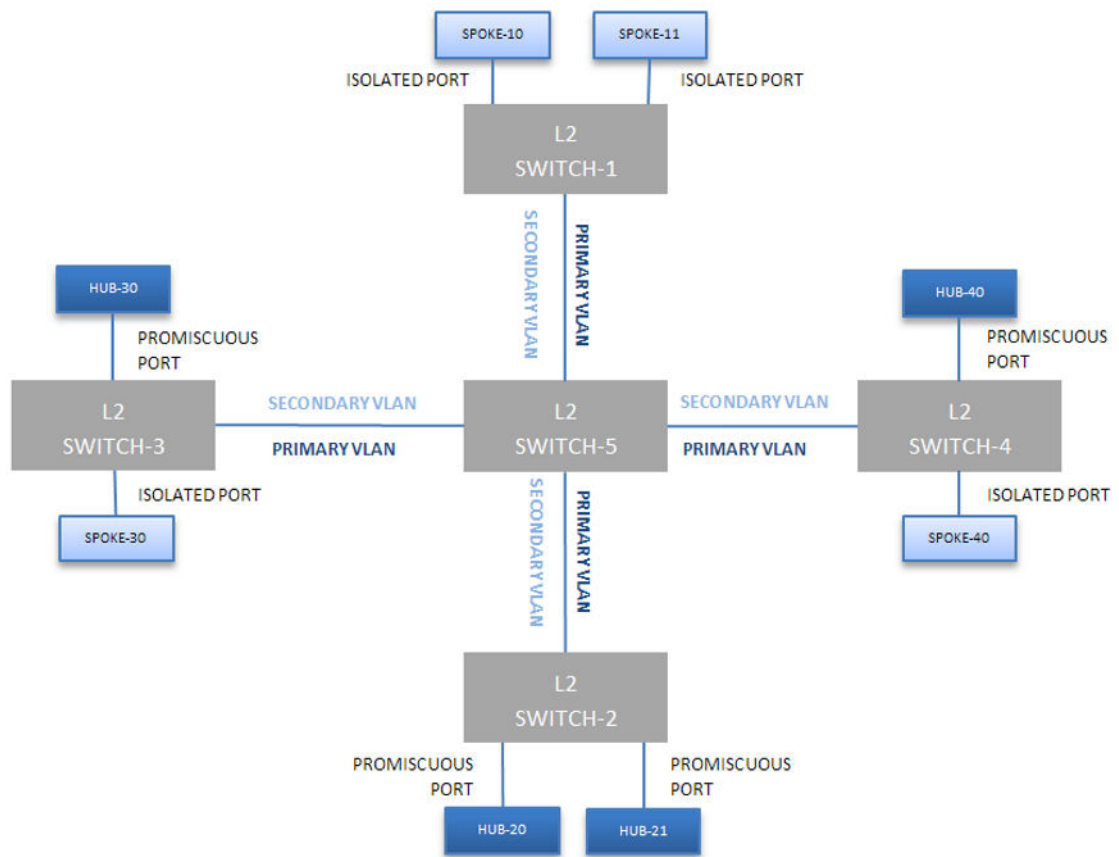 SPOKE-10
SPOKE-11
ISOLATED PORT
ISOLATED PORT
L2
SWITCH-1
SECONDARY VLAN
PRIMARY VLAN
HUB-30
HUB-40
PROMISCUOUS
PORT
PROMISCUOUS
PORT
L2
SWITCH-3
SECONDARY VLAN
PRIMARY VLAN
L2
SWITCH-5
SECONDARY VLAN
PRIMARY VLAN
L2
SWITCH-4
ISOLATED PORT
ISOLATED PORT
SPOKE-30
SPOKE-40
SECONDARY VLAN
PRIMARY VLAN
L2
SWITCH-2
PROMISCUOUS
PORT
PROMISCUOUS
PORT
HUB-20
HUB-21